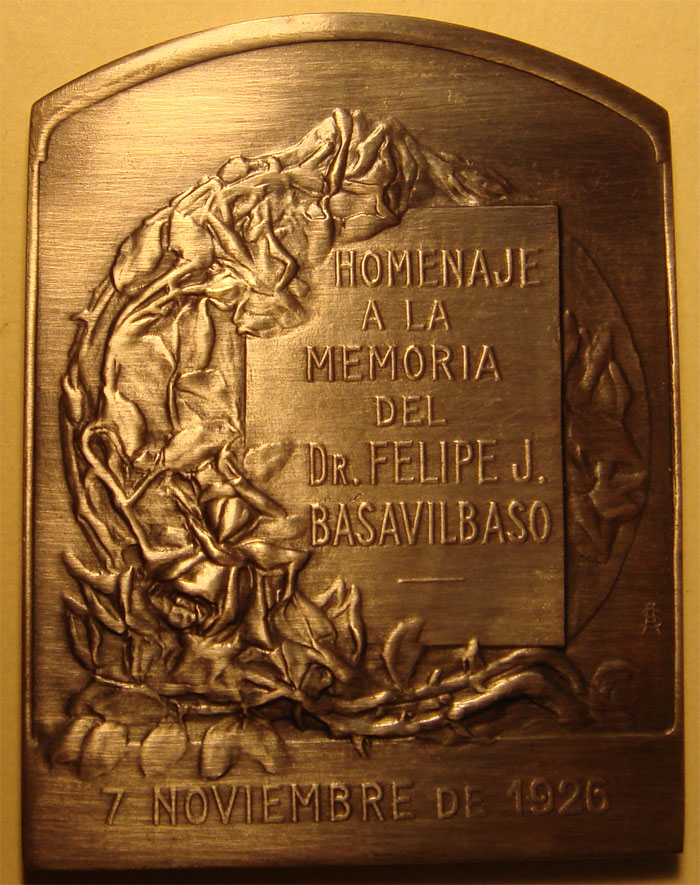 HOMENAJE
A LA
MEMORIA
DEL
DR. FELIPE J.
BASAVILBASO
7 NOVIEMBRE DE 1926